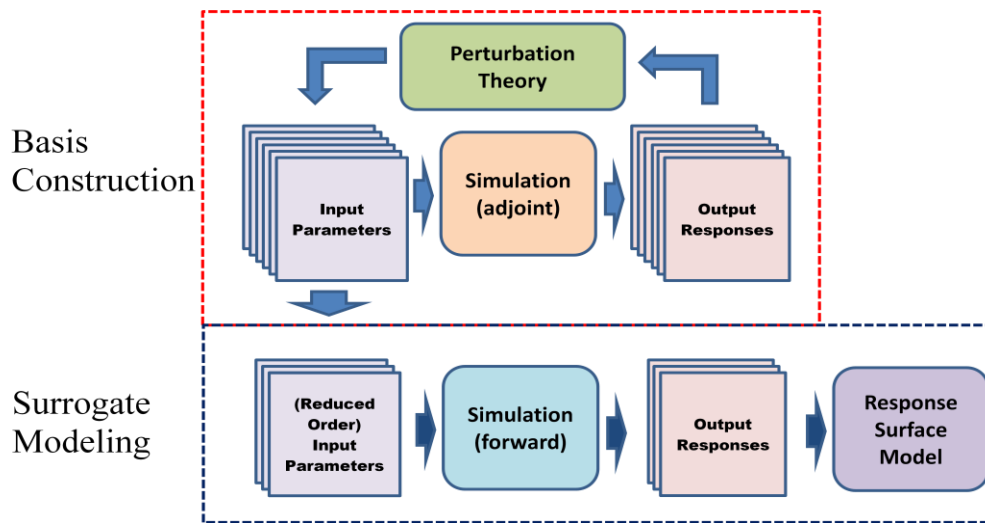 Perturbation
Theory
Basis
Construction
Input
Parameters
Simulation
(adjoint)
Output
Responses
Surrogate
Modeling
(Reduced
Order)
Input
Parameters
Simulation
(forward)
Output
Responses
Response
Surface
Model